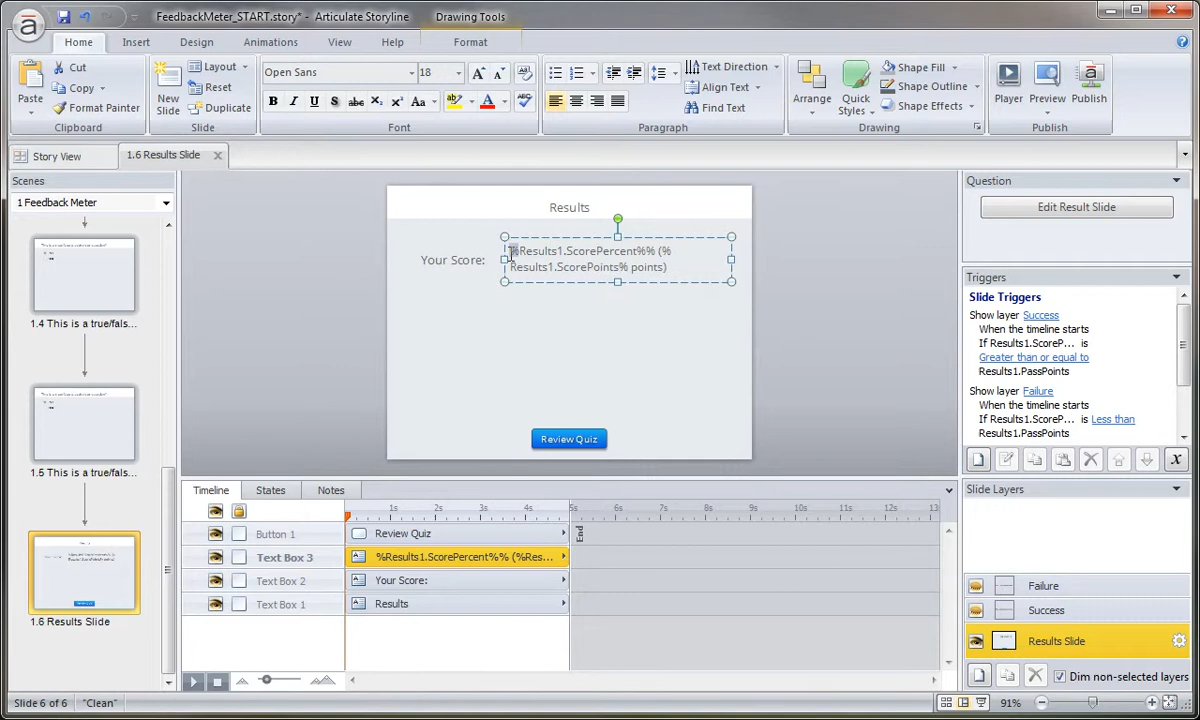 FeedbackMeter_START.story* - Articulate Storyline
Drawing Tools
Home Insert Design Animations View Help Format
Paste
Cut
Copy
Format Painter
Clipboard
New Slide
Layout
Reset
Duplicate
Slide
Open Sans 18
B I U S abc X₂ X² Aa A
Font
Text Direction
Align Text
Find Text
Paragraph
Arrange
Quick Styles
Shape Fill
Shape Outline
Shape Effects
Drawing
Player
Preview
Publish
Publish
Story View
1.6 Results Slide
Scenes
1 Feedback Meter
1.4 This is a true/fals...
1.5 This is a true/fals...
1.6 Results Slide
Results
Your Score:
%Results1.ScorePercent%% (%
Results1.ScorePoints% points)
Review Quiz
Question
Edit Result Slide
Triggers
Slide Triggers
Show layer Success
When the timeline starts
If Results1.ScoreP... is
Greater than or equal to
Results1.PassPoints
Show layer Failure
When the timeline starts
If Results1.ScoreP... is Less than
Results1.PassPoints
Timeline States Notes
1s 2s 3s 4s 5s 6s 7s 8s 9s 10s 11s 12s 13
End
Button 1 Review Quiz
Text Box 3 %Results1.ScorePercent%% (%Res...
Text Box 2 Your Score:
Text Box 1 Results
Slide Layers
Failure
Success
Results Slide
Dim non-selected layers
Slide 6 of 6 "Clean" 91%